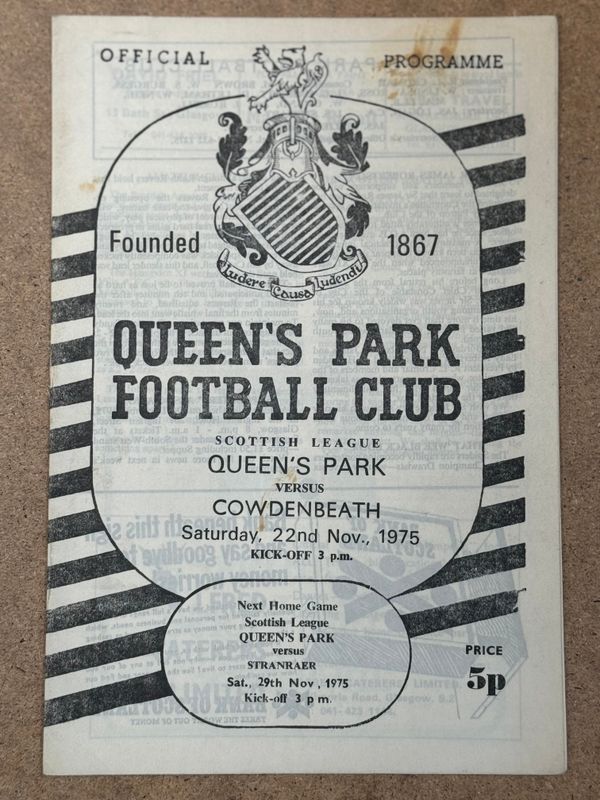 OFFICIAL PROGRAMME
Founded 1867
Ludere Causa Ludendi
QUEEN'S PARK
FOOTBALL CLUB
SCOTTISH LEAGUE
QUEEN'S PARK
VERSUS
COWDENBEATH
Saturday, 22nd Nov., 1975
KICK-OFF 3 p.m.
Next Home Game
Scottish League
QUEEN'S PARK
versus
STRANRAER
Sat., 29th Nov, 1975
Kick-off 3 p m.
PRICE
5p